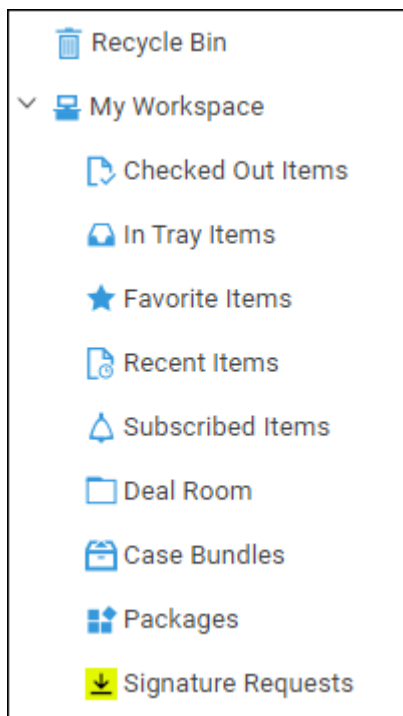 Recycle Bin
My Workspace
Checked Out Items
In Tray Items
Favorite Items
Recent Items
Subscribed Items
Deal Room
Case Bundles
Packages
Signature Requests